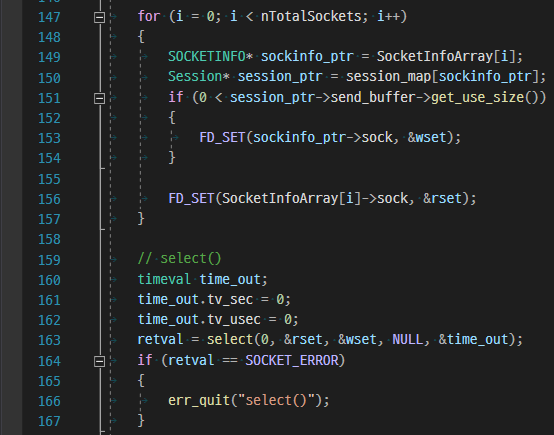 147 for (i = 0; i < nTotalSockets; i++)
148 {
149 SOCKETINFO* sockinfo_ptr = SocketInfoArray[i];
150 Session* session_ptr = session_map[sockinfo_ptr];
151 if (0 < session_ptr->send_buffer->get_use_size())
152 {
153 FD_SET(sockinfo_ptr->sock, &wset);
154 }
155
156 FD_SET(SocketInfoArray[i]->sock, &rset);
157 }
158
159 // select()
160 timeval time_out;
161 time_out.tv_sec = 0;
162 time_out.tv_usec = 0;
163 retval = select(0, &rset, &wset, NULL, &time_out);
164 if (retval == SOCKET_ERROR)
165 {
166 err_quit("select()");
167 }